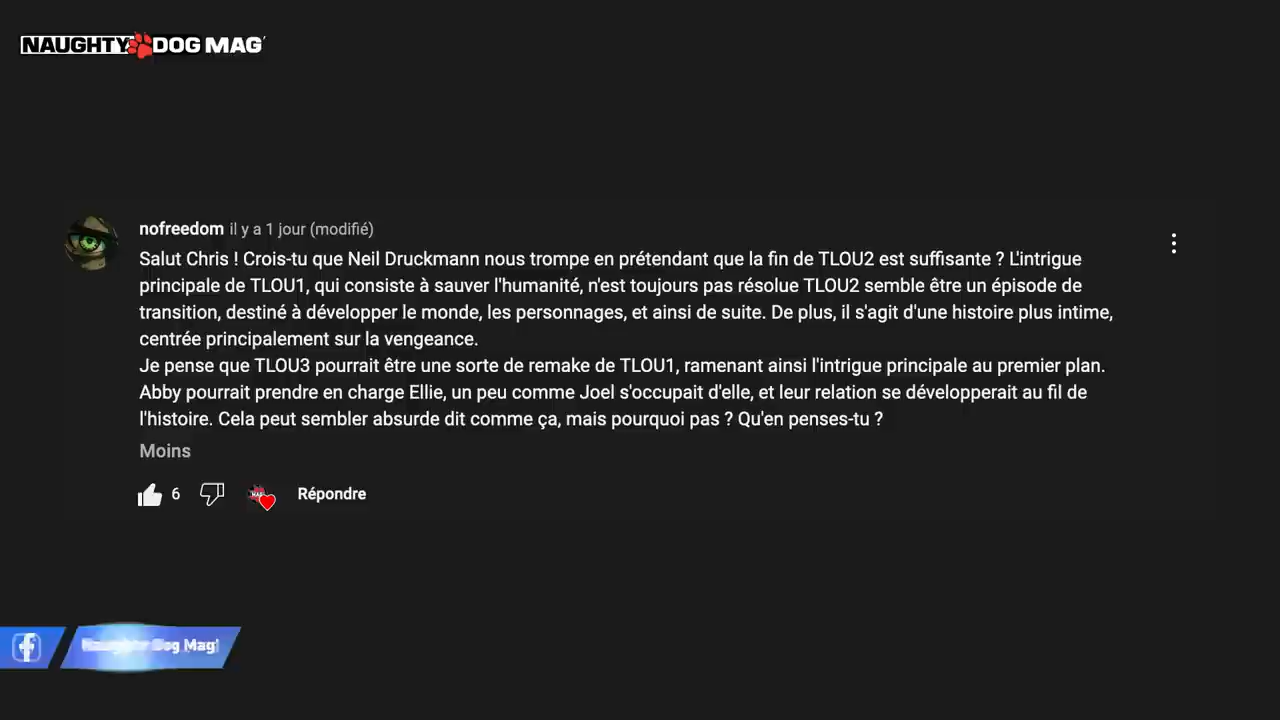 NAUGHTY DOG MAG'
nofreedom il y a 1 jour (modifié)
Salut Chris ! Crois-tu que Neil Druckmann nous trompe en prétendant que la fin de TLOU2 est suffisante ? L'intrigue
principale de TLOU1, qui consiste à sauver l'humanité, n'est toujours pas résolue TLOU2 semble être un épisode de
transition, destiné à développer le monde, les personnages, et ainsi de suite. De plus, il s'agit d'une histoire plus intime,
centrée principalement sur la vengeance.
Je pense que TLOU3 pourrait être une sorte de remake de TLOU1, ramenant ainsi l'intrigue principale au premier plan.
Abby pourrait prendre en charge Ellie, un peu comme Joel s'occupait d'elle, et leur relation se développerait au fil de
l'histoire. Cela peut sembler absurde dit comme ça, mais pourquoi pas ? Qu'en penses-tu ?
Moins
6 Répondre
Naughty Dog Mag'